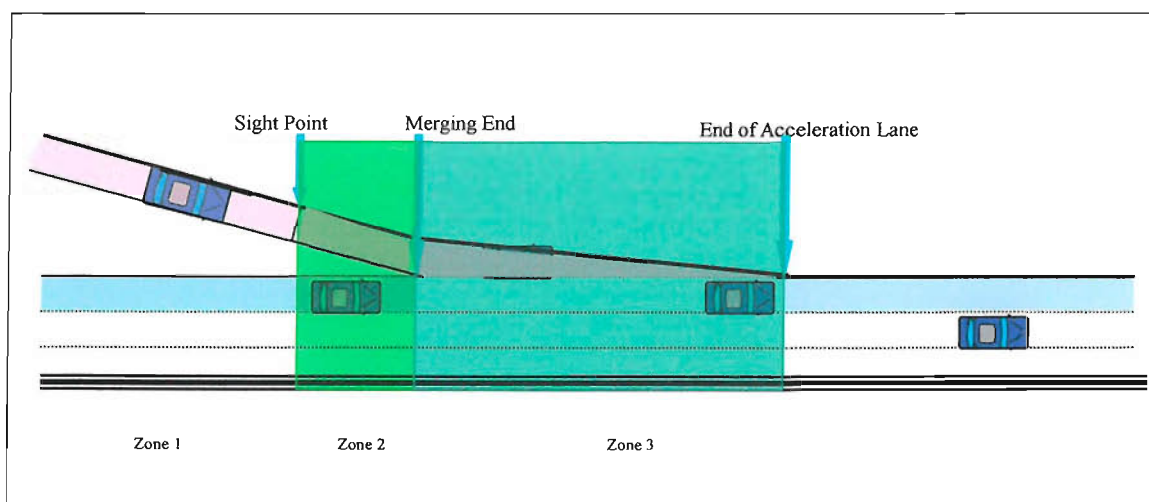 Sight Point
Merging End
End of Acceleration Lane
Zone 1
Zone 2
Zone 3